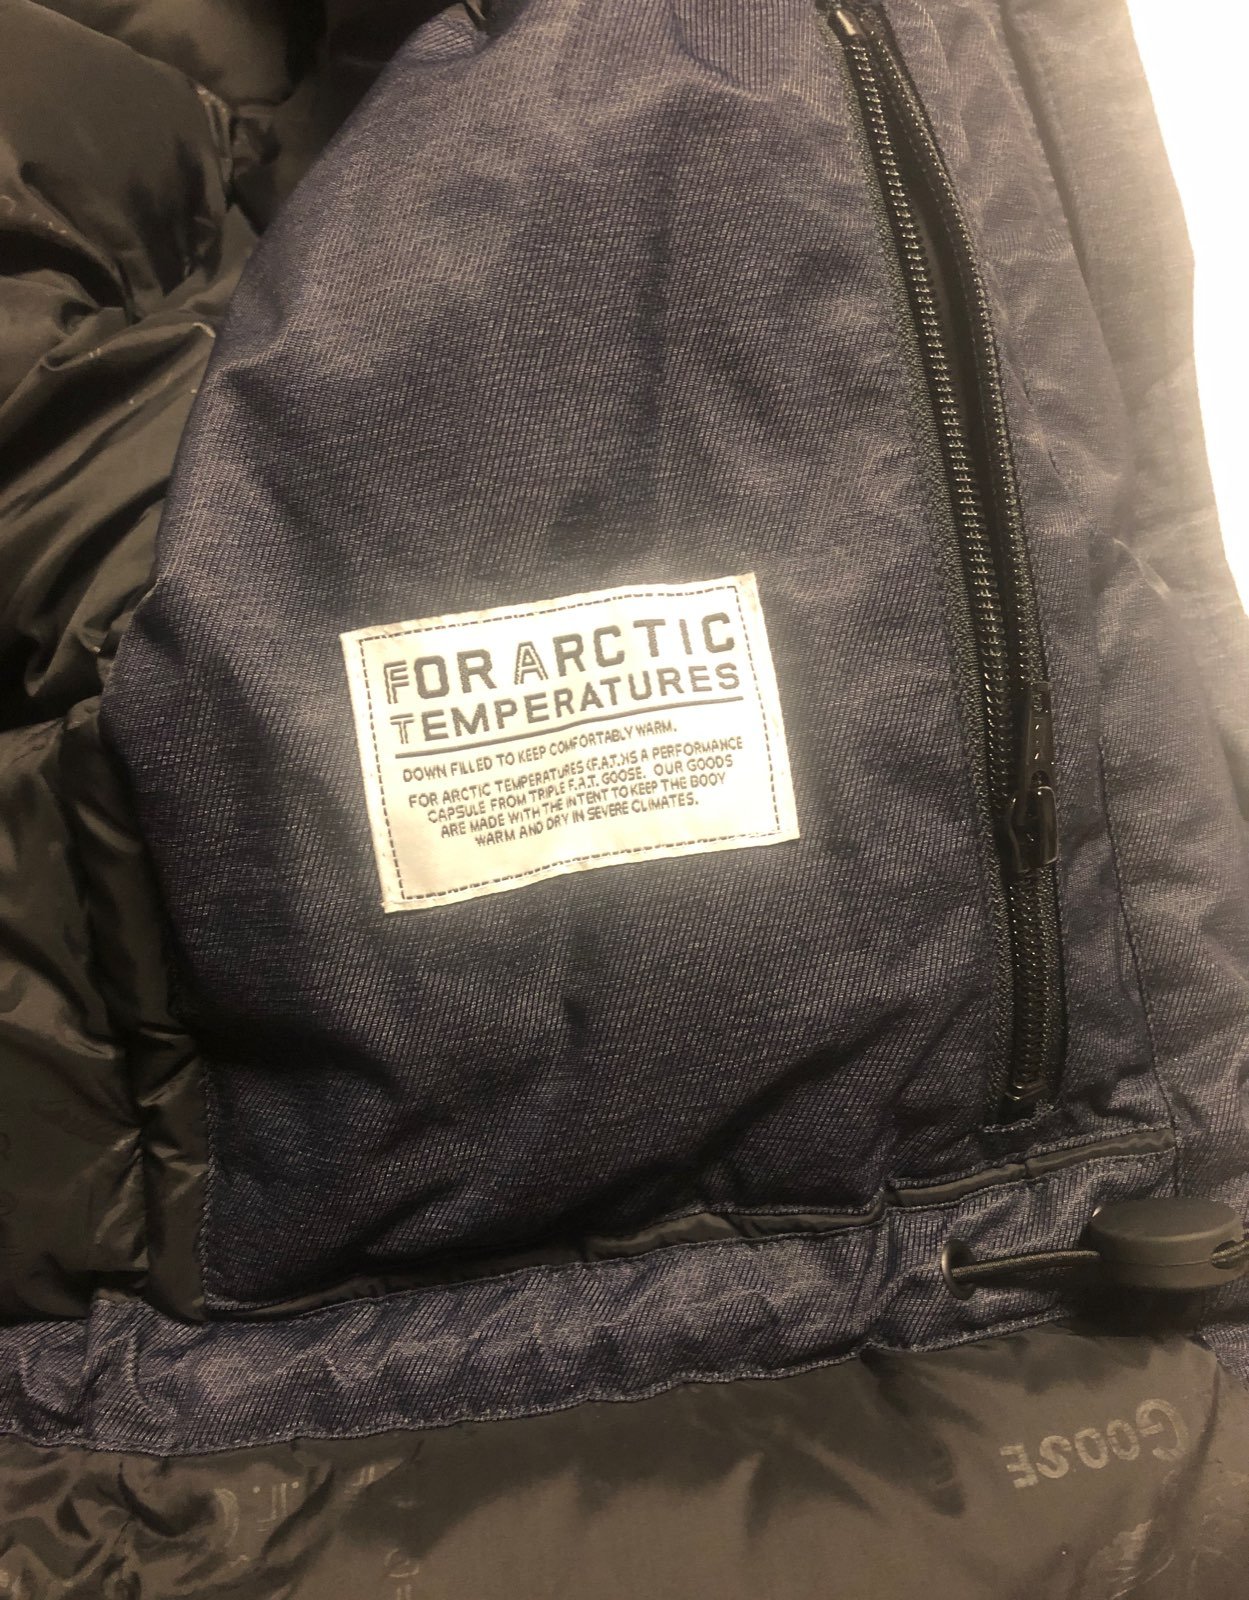 FOR ARCTIC
TEMPERATURES
DOWN FILLED TO KEEP COMFORTABLY WARM.
FOR ARCTIC TEMPERATURES (F.A.T.) IS A PERFORMANCE
CAPSULE FROM TRIPLE F.A.T. GOOSE. OUR GOODS
ARE MADE WITH THE INTENT TO KEEP THE BODY
WARM AND DRY IN SEVERE CLIMATES.
GOOSE